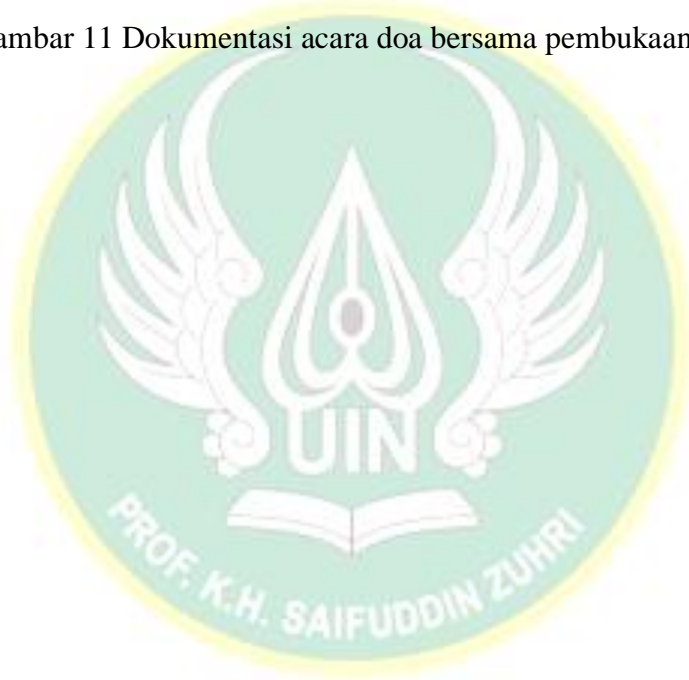 ambar 11 Dokumentasi acara doa bersama pembukaan
UIN
PROF. K.H. SAIFUDDIN ZUHRI